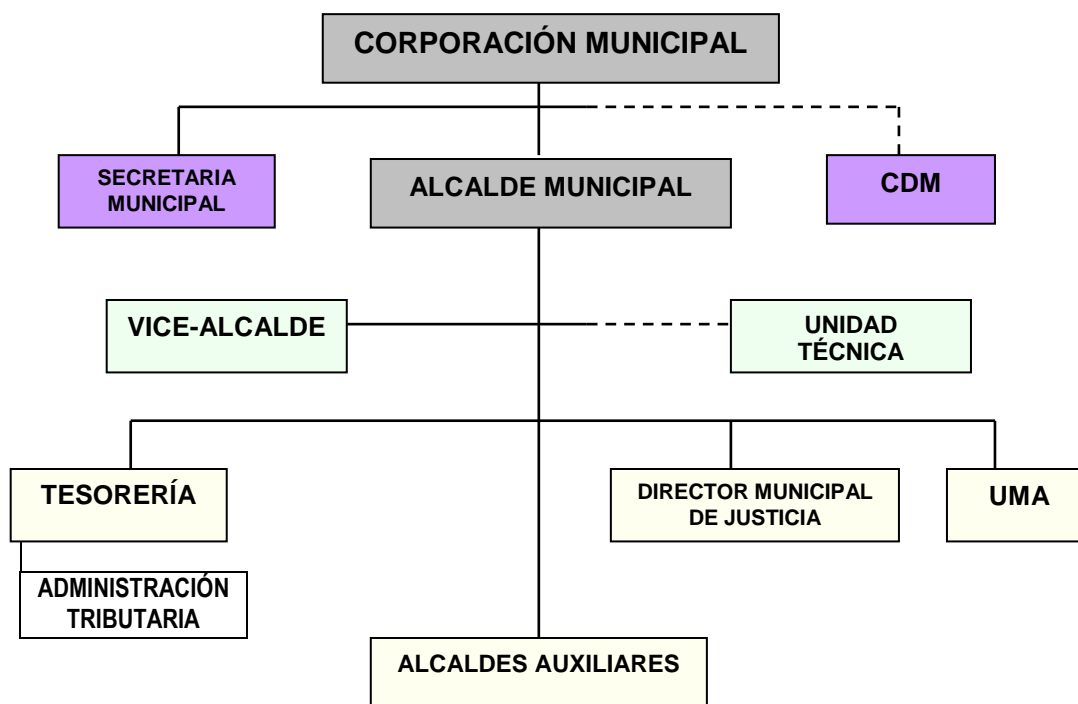 CORPORACIÓN MUNICIPAL
SECRETARIA
MUNICIPAL
ALCALDE MUNICIPAL
CDM
VICE-ALCALDE
UNIDAD
TÉCNICA
TESORERÍA
DIRECTOR MUNICIPAL
DE JUSTICIA
UMA
ADMINISTRACIÓN
TRIBUTARIA
ALCALDES AUXILIARES